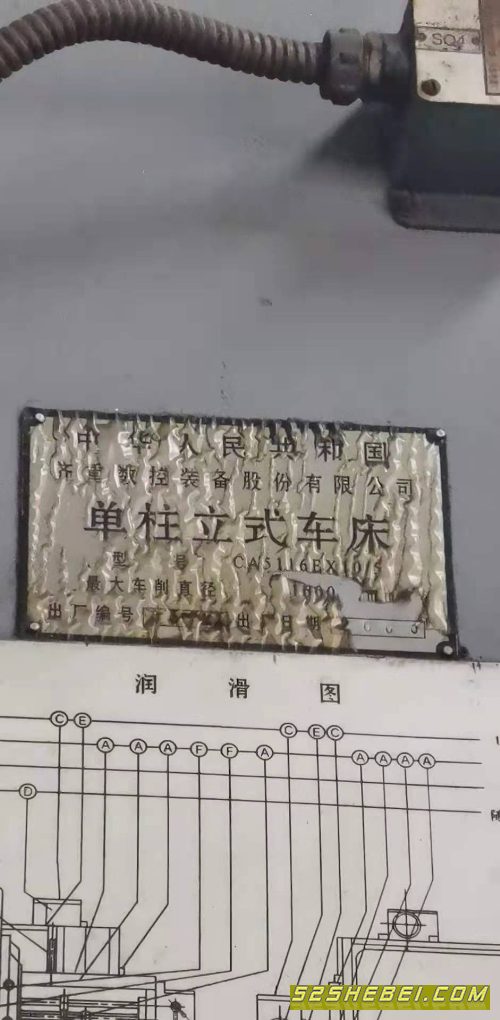 SQ4
中华人民共和国
齐重数控装备股份有限公司
单柱立式车床
型号 CA5116EX10/5
最大车削直径 1600 mm
出厂编号 出厂日期
润滑图
C E C E C
A A A F F A A A A A
D
52SHEBEI.COM